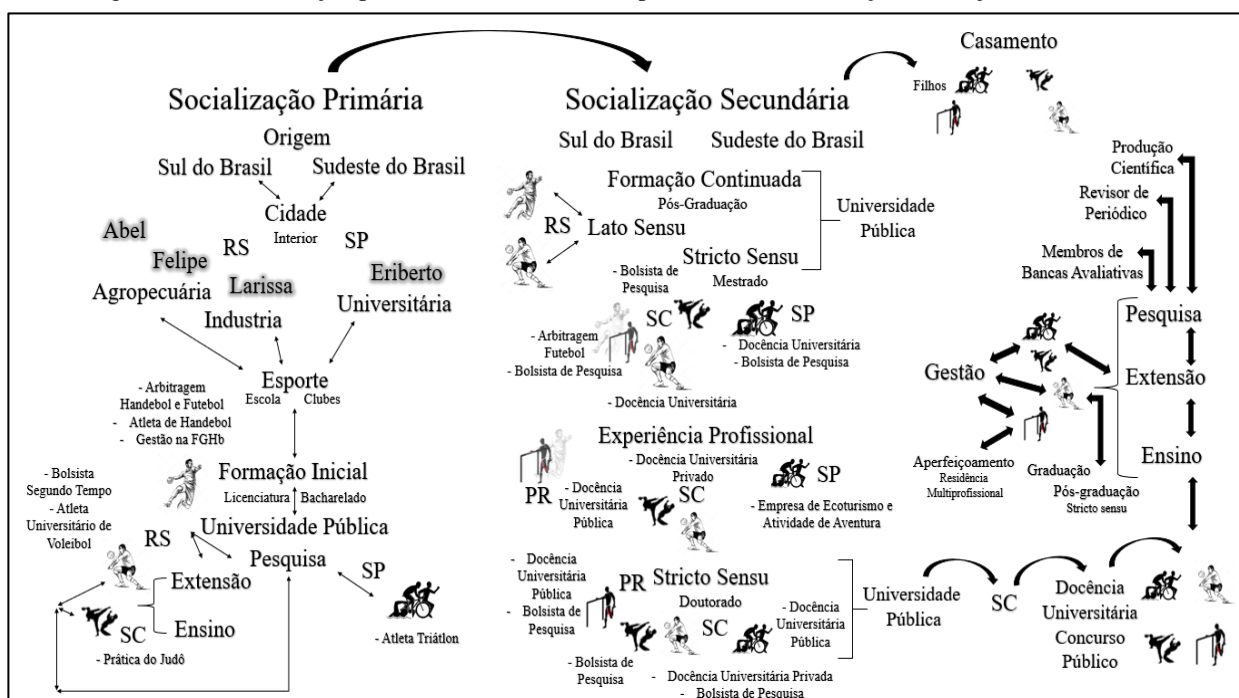 Socialização Primária
Origem
Sul do Brasil
Sudeste do Brasil
Cidade
Interior
Abel
Felipe
RS
SP
Larissa
Eriberto
Agropecuária
Universitária
Industria
Esporte
Escola
Clubes
- Arbitragem
Handebol e Futebol
- Atleta de Handebol
- Gestão na FGHb
Formação Inicial
Licenciatura
Bacharelado
- Bolsista
Segundo Tempo
- Atleta
Universitário de
Voleibol
Universidade Pública
RS
Pesquisa
SP
Extensão
Ensino
SC
- Prática do Judô
- Atleta Triátlon
Socialização Secundária
Sul do Brasil
Sudeste do Brasil
Formação Continuada
Pós-Graduação
RS
Lato Sensu
Universidade
Pública
Stricto Sensu
Mestrado
- Bolsista de
Pesquisa
SC
SP
- Arbitragem
Futebol
- Bolsista de Pesquisa
- Docência Universitária
- Bolsista de Pesquisa
- Docência Universitária
Experiência Profissional
- Docência Universitária
Privado
SP
PR
- Docência
Universitária
Pública
SC
- Empresa de Ecoturismo e
Atividade de Aventura
- Docência
Universitária
Pública
- Bolsista de
Pesquisa
PR
Stricto Sensu
Doutorado
SC
- Docência
Universitária
Pública
- Bolsista de
Pesquisa
- Docência Universitária Privada
- Bolsista de Pesquisa
Universidade
Pública
SC
Docência
Universitária
Concurso
Público
Casamento
Filhos
Produção
Científica
Revisor de
Periódico
Membros de
Bancas Avaliativas
Pesquisa
Gestão
Extensão
Ensino
Aperfeiçoamento
Residência
Multiprofissional
Graduação
Pós-graduação
Stricto sensu